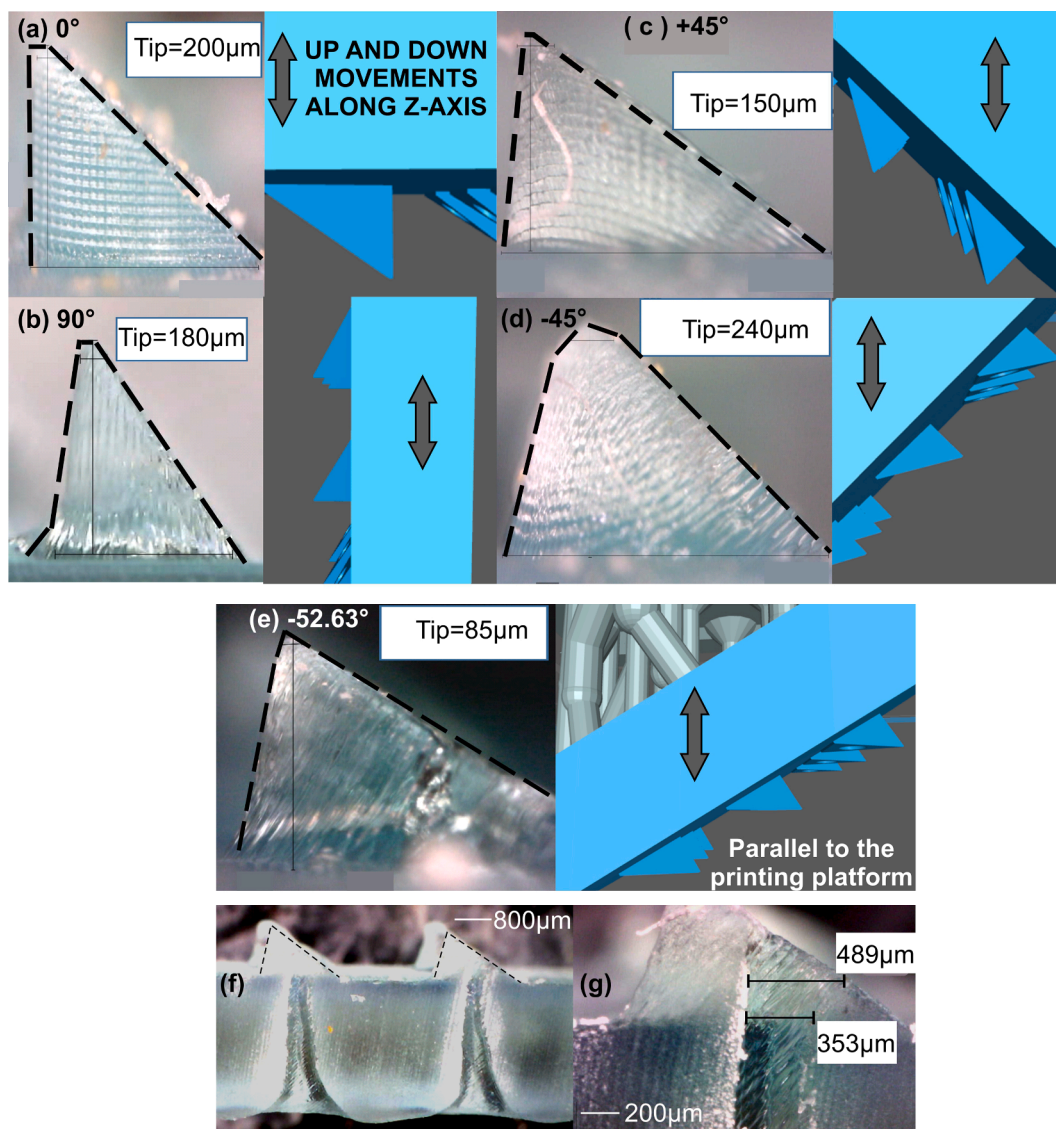 (a) 0°
Tip=200µm
UP AND DOWN
MOVEMENTS
ALONG Z-AXIS
( c ) +45°
Tip=150µm
(b) 90°
Tip=180µm
(d) -45°
Tip=240µm
(e) -52.63°
Tip=85µm
Parallel to the
printing platform
800µm
(f)
489µm
(g)
353µm
200µm